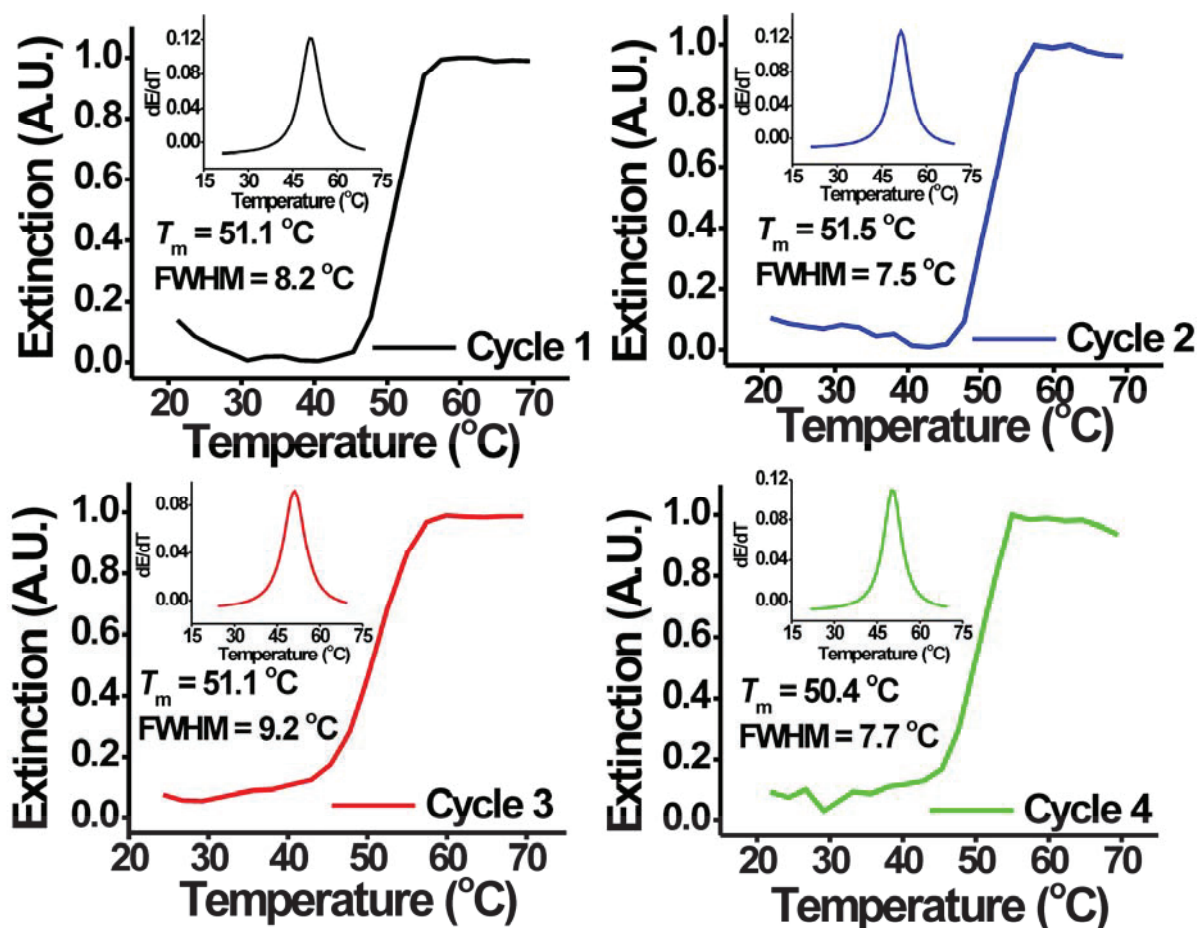 Extinction (A.U.)
1.0
0.8
0.6
0.4
0.2
0.0
dE/dT
0.12
0.08
0.04
0.00
15 30 45 60 75
Temperature (°C)
Tm = 51.1 °C
FWHM = 8.2 °C
Cycle 1
20 30 40 50 60 70
Temperature (°C)
Extinction (A.U.)
1.0
0.8
0.6
0.4
0.2
0.0
dE/dT
0.12
0.08
0.04
0.00
15 30 45 60 75
Temperature (°C)
Tm = 51.5 °C
FWHM = 7.5 °C
Cycle 2
20 30 40 50 60 70
Temperature (°C)
Extinction (A.U.)
1.0
0.8
0.6
0.4
0.2
0.0
dE/dT
0.08
0.04
0.00
15 30 45 60 75
Temperature (°C)
Tm = 51.1 °C
FWHM = 9.2 °C
Cycle 3
20 30 40 50 60 70
Temperature (°C)
Extinction (A.U.)
1.0
0.8
0.6
0.4
0.2
0.0
dE/dT
0.12
0.08
0.04
0.00
15 30 45 60 75
Temperature (°C)
Tm = 50.4 °C
FWHM = 7.7 °C
Cycle 4
20 30 40 50 60 70
Temperature (°C)